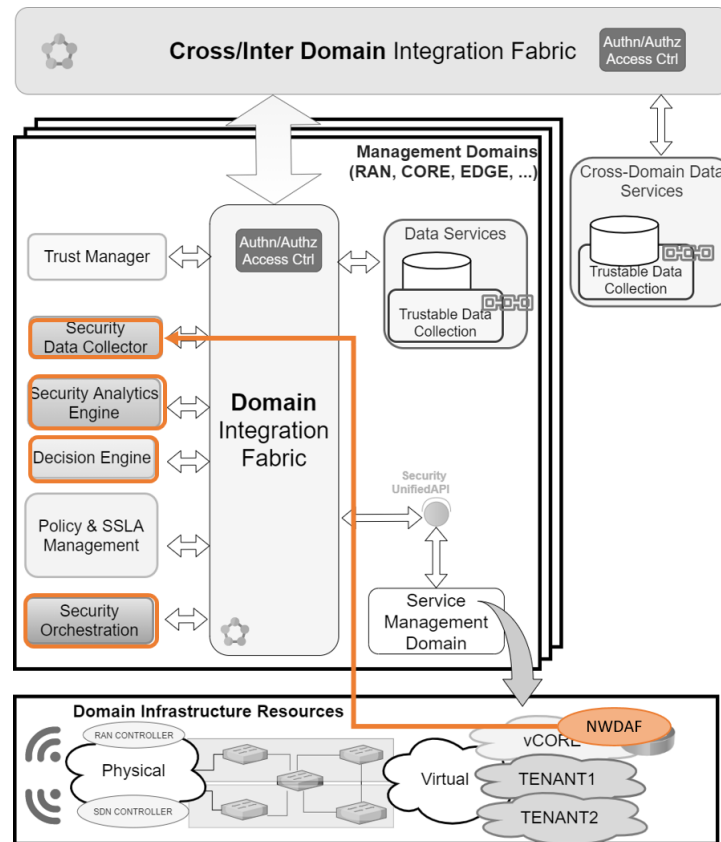 Cross/Inter Domain Integration Fabric
Authn/Authz
Access Ctrl
Management Domains
(RAN, CORE, EDGE, ...)
Cross-Domain Data
Services
Trustable Data
Collection
Trust Manager
Authn/Authz
Access Ctrl
Data Services
Trustable Data
Collection
Security
Data Collector
Security Analytics
Engine
Decision Engine
Policy & SSLA
Management
Security
Orchestration
Domain
Integration
Fabric
Security
UnifiedAPI
Service
Management
Domain
Domain Infrastructure Resources
RAN CONTROLLER
Physical
SDN CONTROLLER
Virtual
NWDAF
vCORE
TENANT1
TENANT2